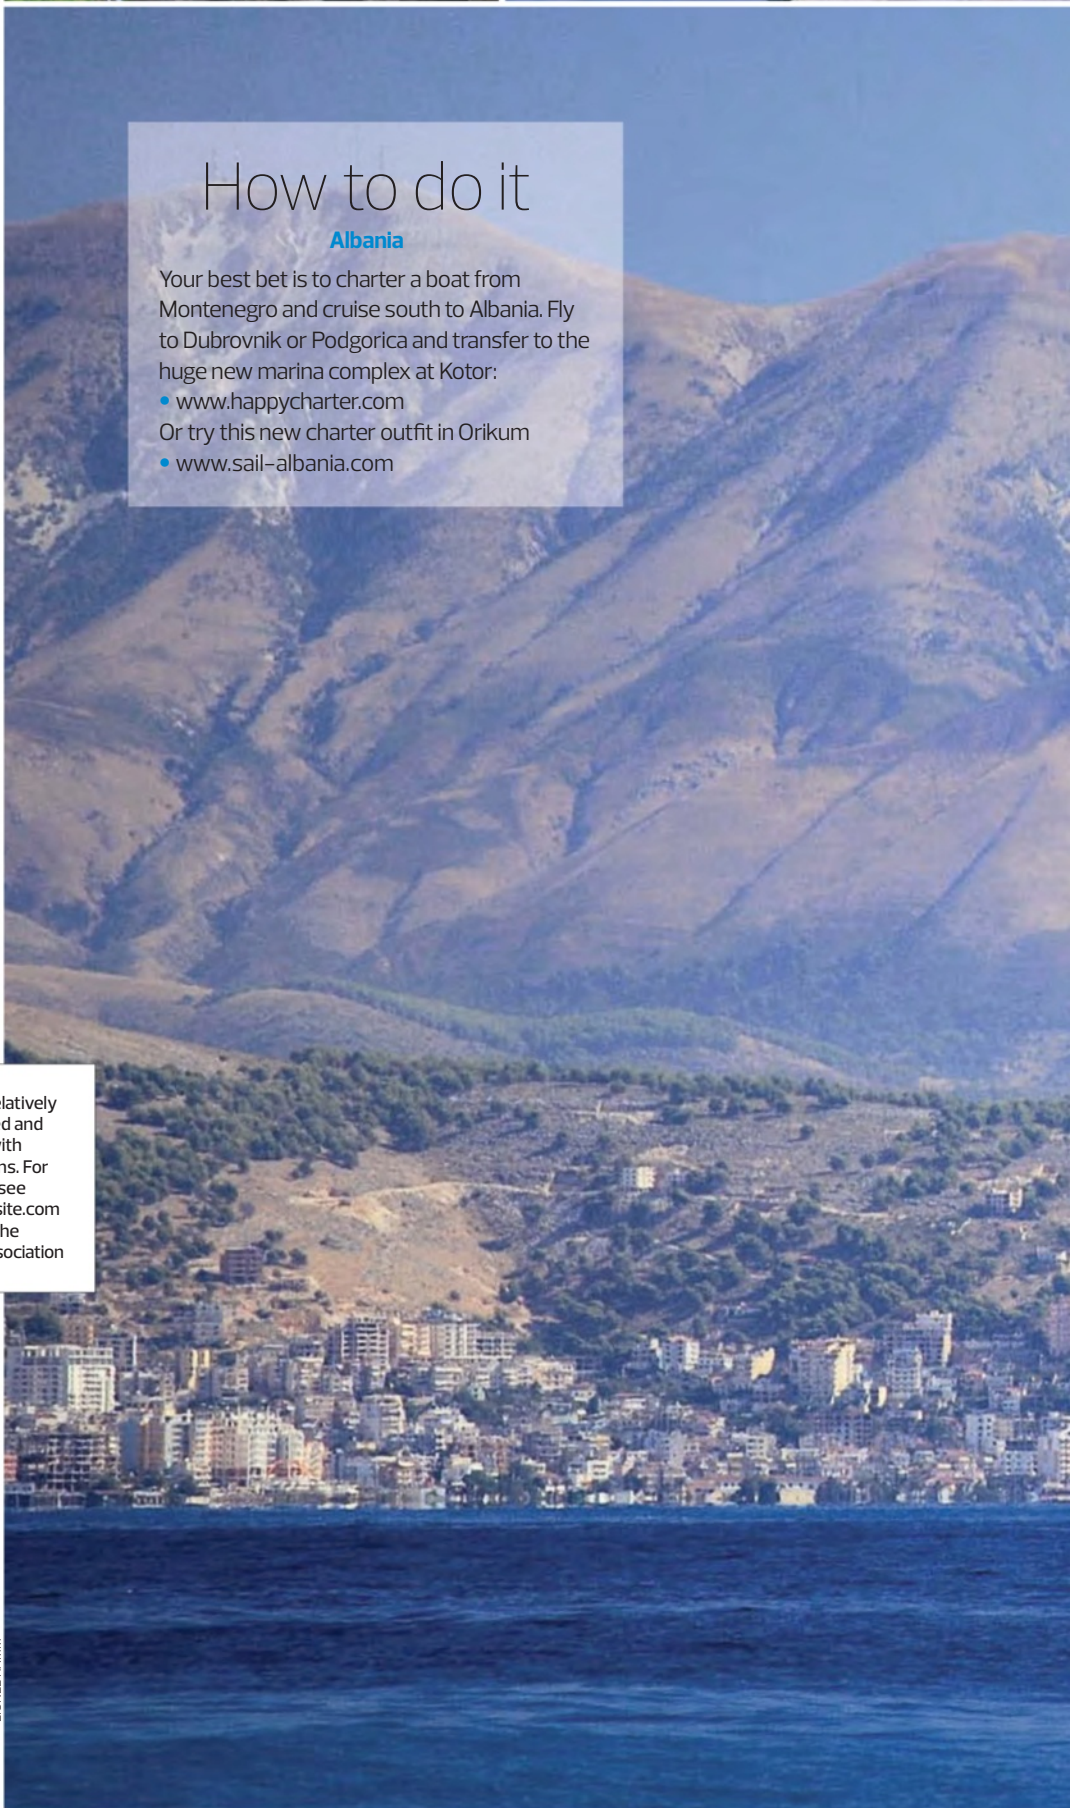 How to do it
Albania
Your best bet is to charter a boat from
Montenegro and cruise south to Albania. Fly
to Dubrovnik or Podgorica and transfer to the
huge new marina complex at Kotor:
• www.happycharter.com
Or try this new charter outfit in Orikum
• www.sail-albania.com
latively
d and
ith
ns. For
see
site.com
he
sociation